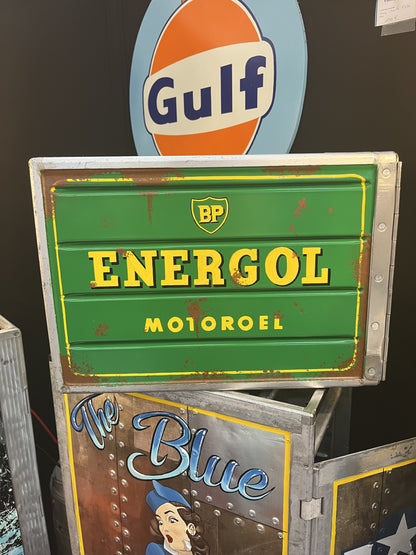 Gulf
BP
ENERGOL
MOTOROEL
The
Blue